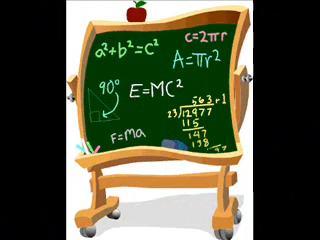 c=2πr
a²+b²=c²
A=πr²
90°
E=MC²
563 r1
23)12977
115
147
138
F=ma